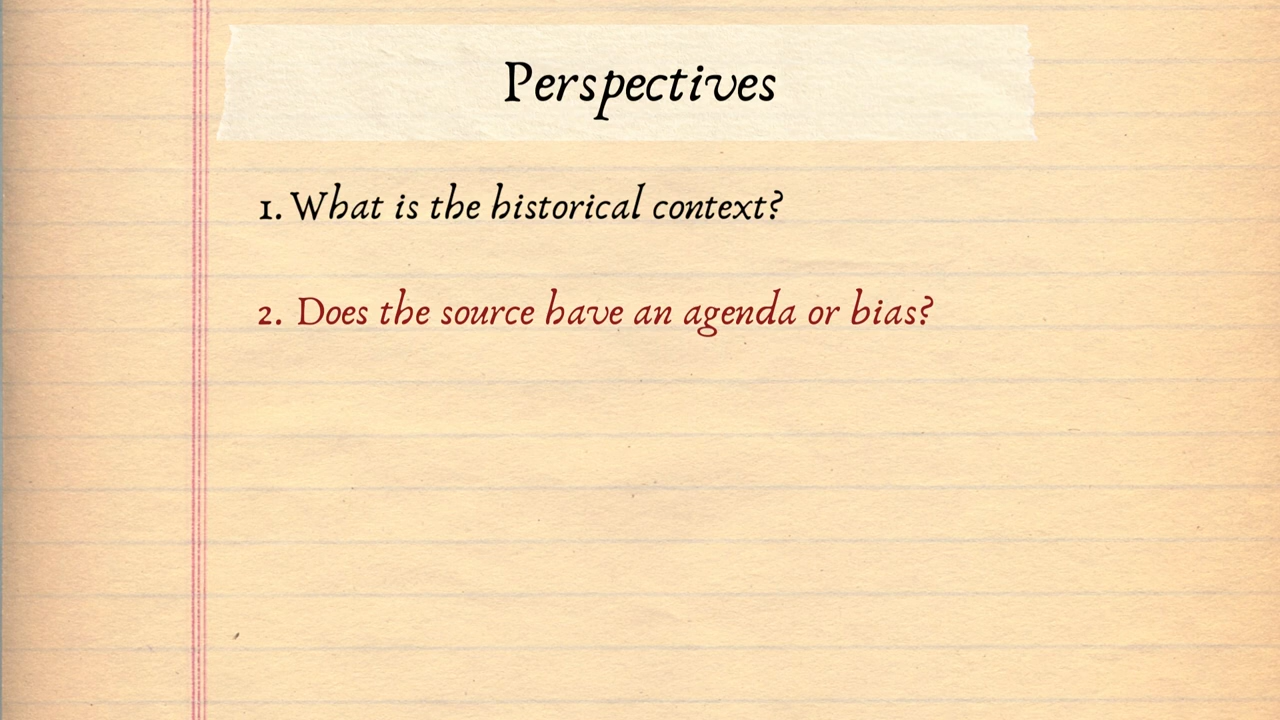 Perspectives
1. What is the historical context?
2. Does the source have an agenda or bias?